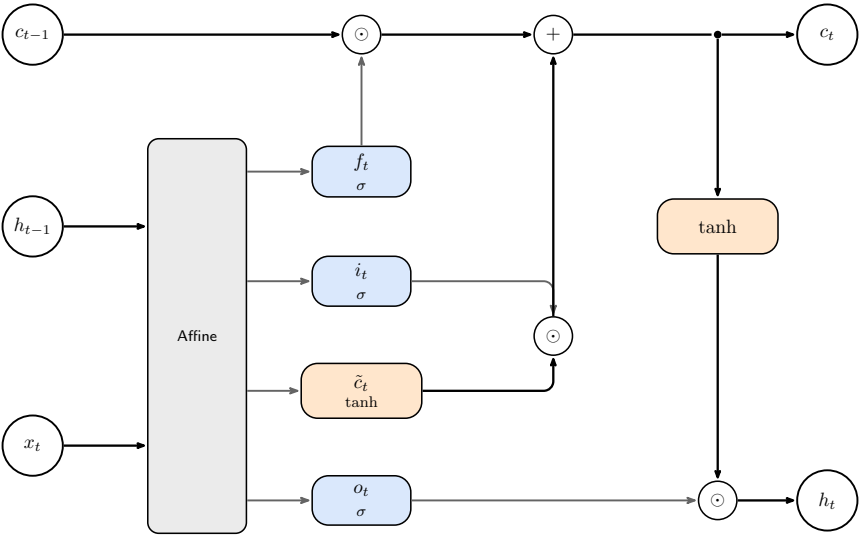 c_{t−1}
⊙
+
c_t
f_t
σ
h_{t−1}
tanh
i_t
σ
Affine
⊙
c̃_t
tanh
x_t
o_t
σ
⊙
h_t